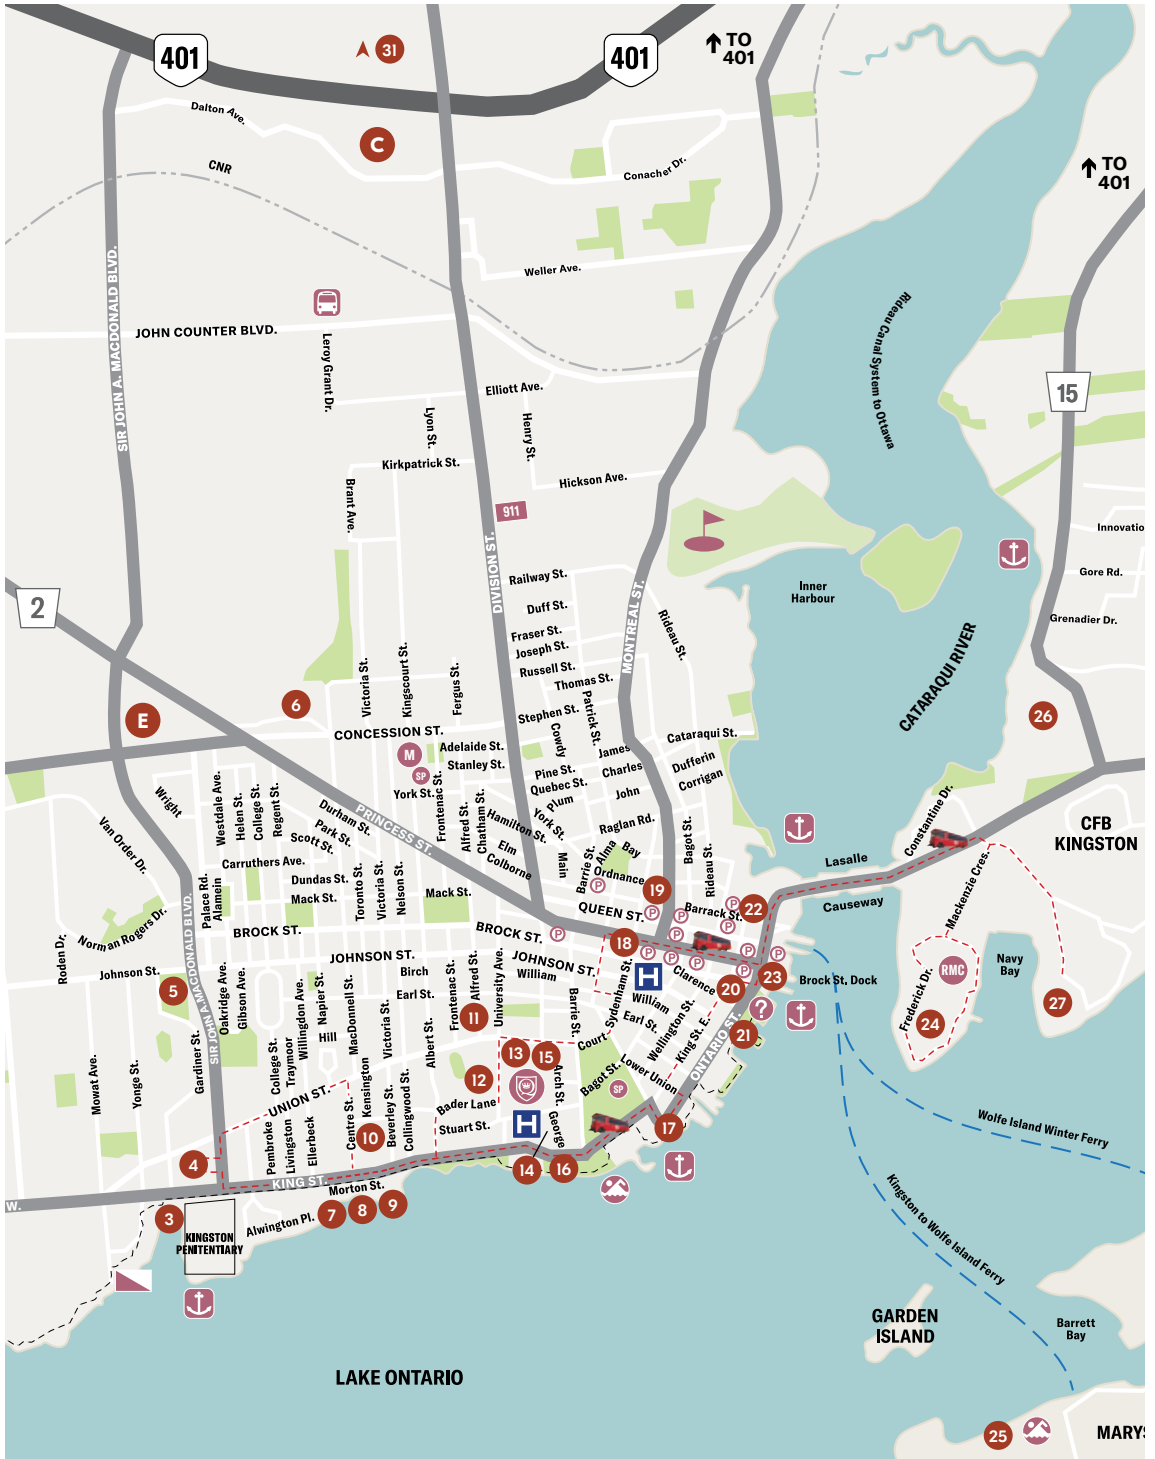 401
31
401
TO
401
Dalton Ave.
C
CNR
Conacher Dr.
TO
401
Weller Ave.
SIR JOHN A. MACDONALD BLVD.
JOHN COUNTER BLVD.
Leroy Grant Dr.
Rideau Canal System to Ottawa
Elliott Ave.
15
Lyon St.
Henry St.
Kirkpatrick St.
Hickson Ave.
Brant Ave.
911
Innovatio
DIVISION ST.
Railway St.
Gore Rd.
Inner
Harbour
2
Duff St.
MONTREAL ST.
Rideau St.
Grenadier Dr.
Fraser St.
Joseph St.
Russell St.
Thomas St.
CATARAQUI RIVER
Victoria St.
Kingscourt St.
Fergus St.
Patrick St.
6
E
Stephen St.
26
CONCESSION ST.
Cowdy
Cataraqui St.
M
Adelaide St.
James
Dufferin
Stanley St.
SP
Pine St.
Charles
Corrigan
Quebec St.
York St.
Plum
John
Wright
Westdale Ave.
Helen St.
College St.
Regent St.
Durham St.
Park St.
Scott St.
PRINCESS ST.
Frontenac St.
Alfred St.
Chatham St.
Hamilton St.
York St.
Raglan Rd.
Bagot St.
Constantine Dr.
CFB
KINGSTON
Van Order Dr.
Elm
Colborne
Main
Barrie St.
Alma
Bay
Ordnance
Rideau St.
Lasalle
Causeway
Carruthers Ave.
Dundas St.
Mack St.
Toronto St.
Victoria St.
Nelson St.
Mack St.
P
19
Mackenzie Cres.
Palace Rd.
Alamein
QUEEN ST.
P
P
Barrack St.
P
P
22
Norman Rogers Dr.
BROCK ST.
BROCK ST.
P
18
Roden Dr.
JOHNSON ST.
JOHNSON ST.
P
P
P
P
P
P
Johnson St.
Birch
William
H
Clarence
23
Brock St. Dock
Navy
Bay
RMC
5
SIR JOHN A.MACDONALD BLVD.
Oakridge Ave.
Gibson Ave.
Willingdon Ave.
Napier St.
MacDonnell St.
Earl St.
Frontenac St.
Alfred St.
University Ave.
Barrie St.
Sydenham St.
William
20
?
27
Frederick Dr.
24
Victoria St.
11
Earl St.
Wellington St.
King St. E.
ONTARIO ST.
21
Hill
Albert St.
Court
Gardiner St.
College St.
Traymoor
13
15
Lower Union
Mowat Ave.
Yonge St.
Kensington
12
Arch St.
Bagot St.
SP
UNION ST.
Centre St.
Beverley St.
Collingwood St.
Bader Lane
Stuart St.
H
George
17
Wolfe Island Winter Ferry
Pembroke
Livingston
Ellerbeck
10
4
14
16
KING ST.
W.
Morton St.
Kingston to Wolfe Island Ferry
3
Alwington Pl.
7
8
9
KINGSTON
PENITENTIARY
GARDEN
ISLAND
Barrett
Bay
LAKE ONTARIO
25
MARYS